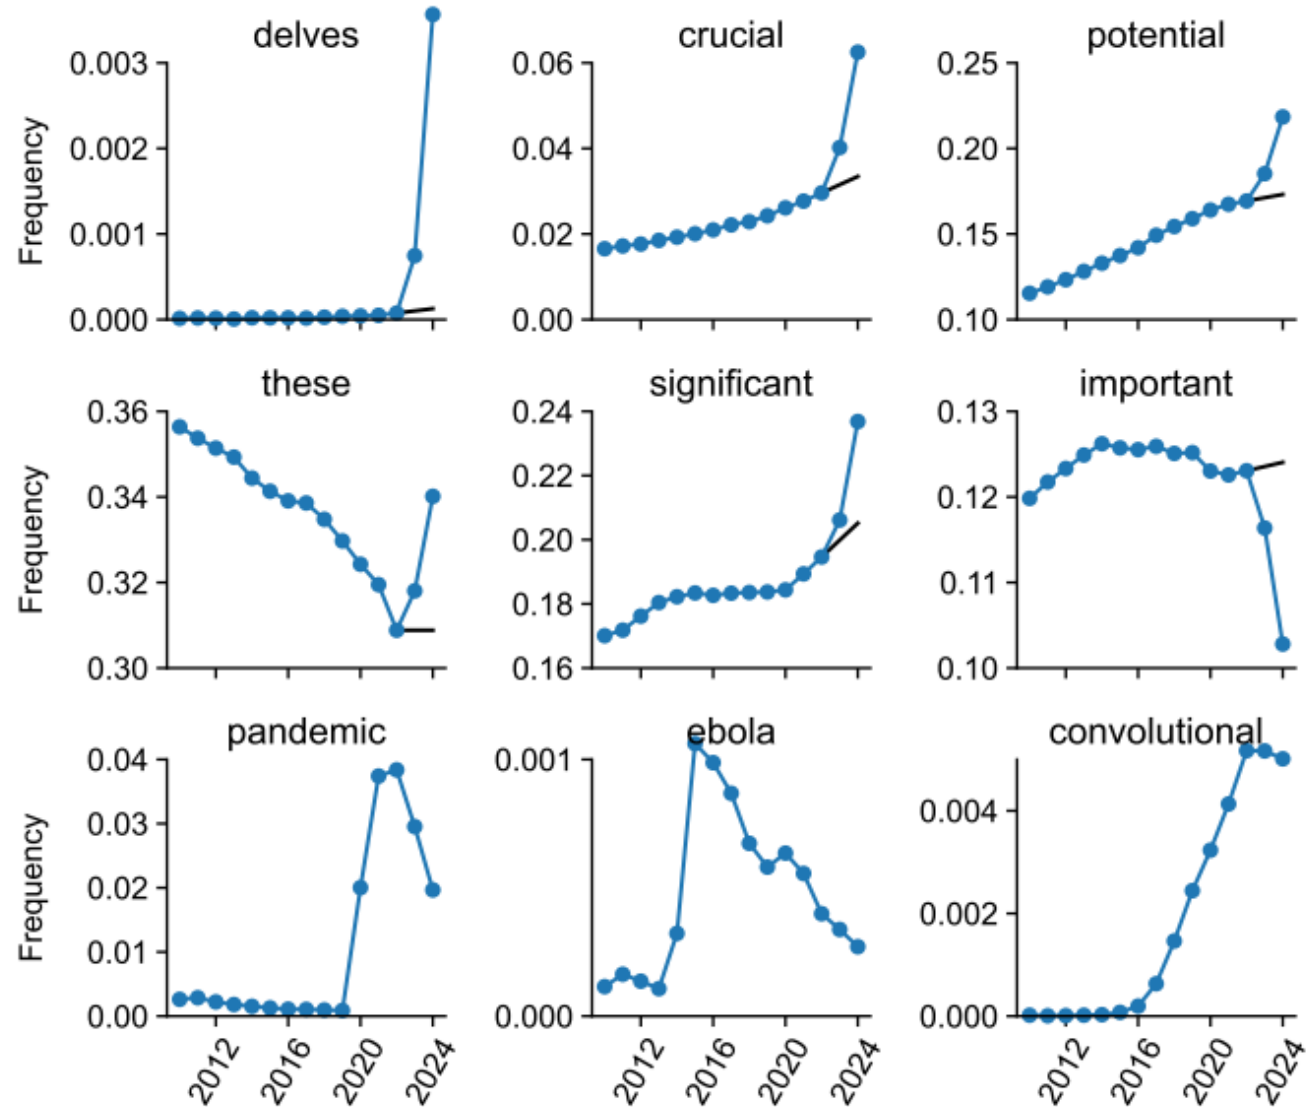 delves
crucial
potential
Frequency
0.003
0.002
0.001
0.000
0.06
0.04
0.02
0.00
0.25
0.20
0.15
0.10
these
significant
important
Frequency
0.36
0.34
0.32
0.30
0.24
0.22
0.20
0.18
0.16
0.13
0.12
0.11
0.10
pandemic
ebola
convolutional
Frequency
0.04
0.03
0.02
0.01
0.00
0.001
0.000
0.004
0.002
0.000
2012 2016 2020 2024
2012 2016 2020 2024
2012 2016 2020 2024